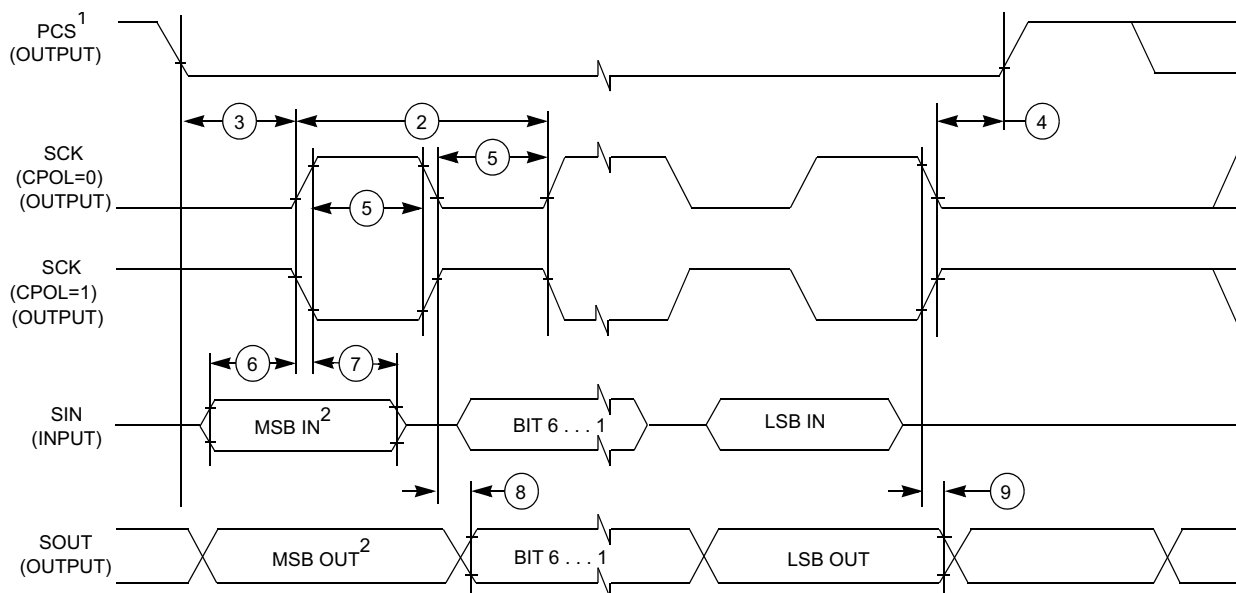 PCS1
(OUTPUT)
3
2
4
SCK
(CPOL=0)
(OUTPUT)
5
5
SCK
(CPOL=1)
(OUTPUT)
6
7
SIN
(INPUT)
MSB IN2
BIT 6 . . . 1
LSB IN
8
9
SOUT
(OUTPUT)
MSB OUT2
BIT 6 . . . 1
LSB OUT